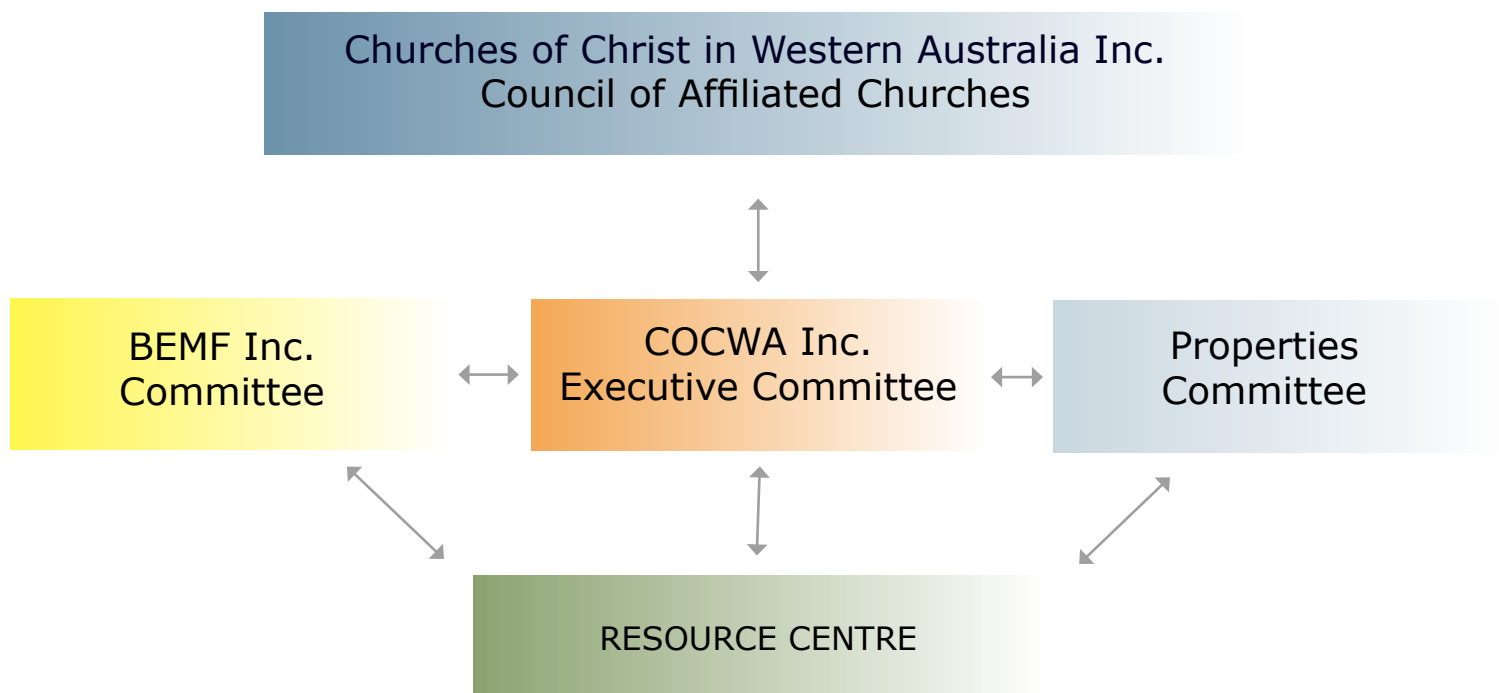 Churches of Christ in Western Australia Inc.
Council of Affiliated Churches
BEMF Inc.
Committee
COCWA Inc.
Executive Committee
Properties
Committee
RESOURCE CENTRE